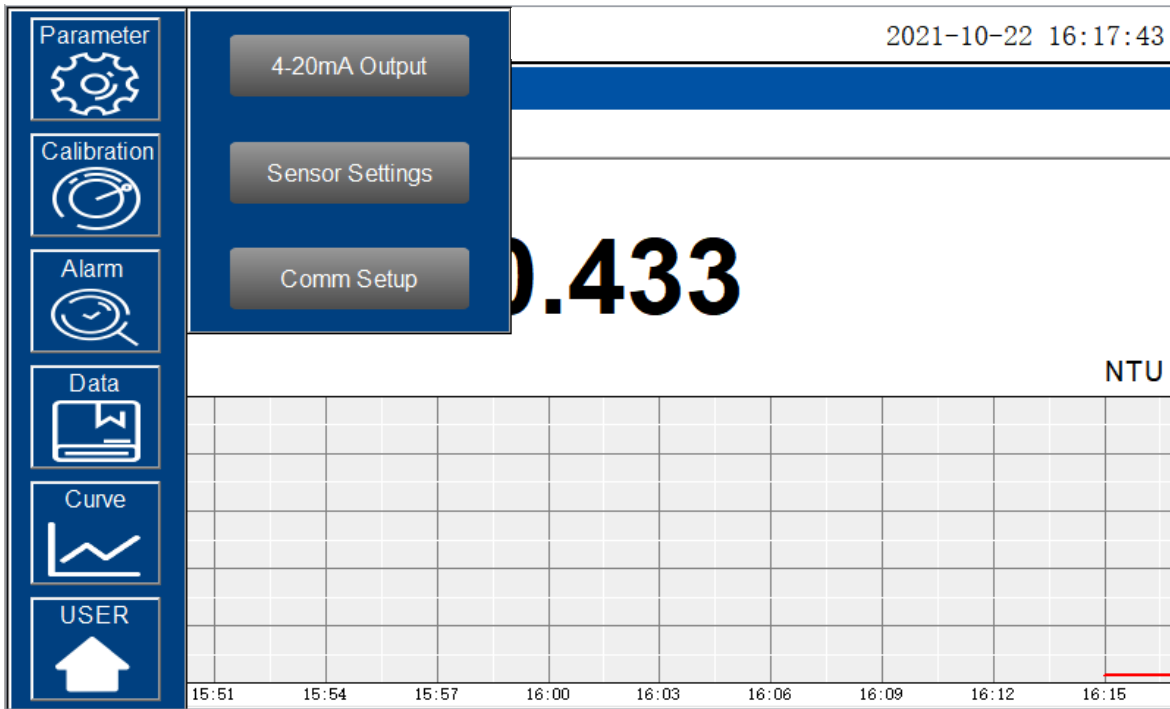 Parameter
Calibration
Alarm
Data
Curve
USER
4-20mA Output
Sensor Settings
Comm Setup
2021-10-22 16:17:43
0.433
NTU
15:51 15:54 15:57 16:00 16:03 16:06 16:09 16:12 16:15